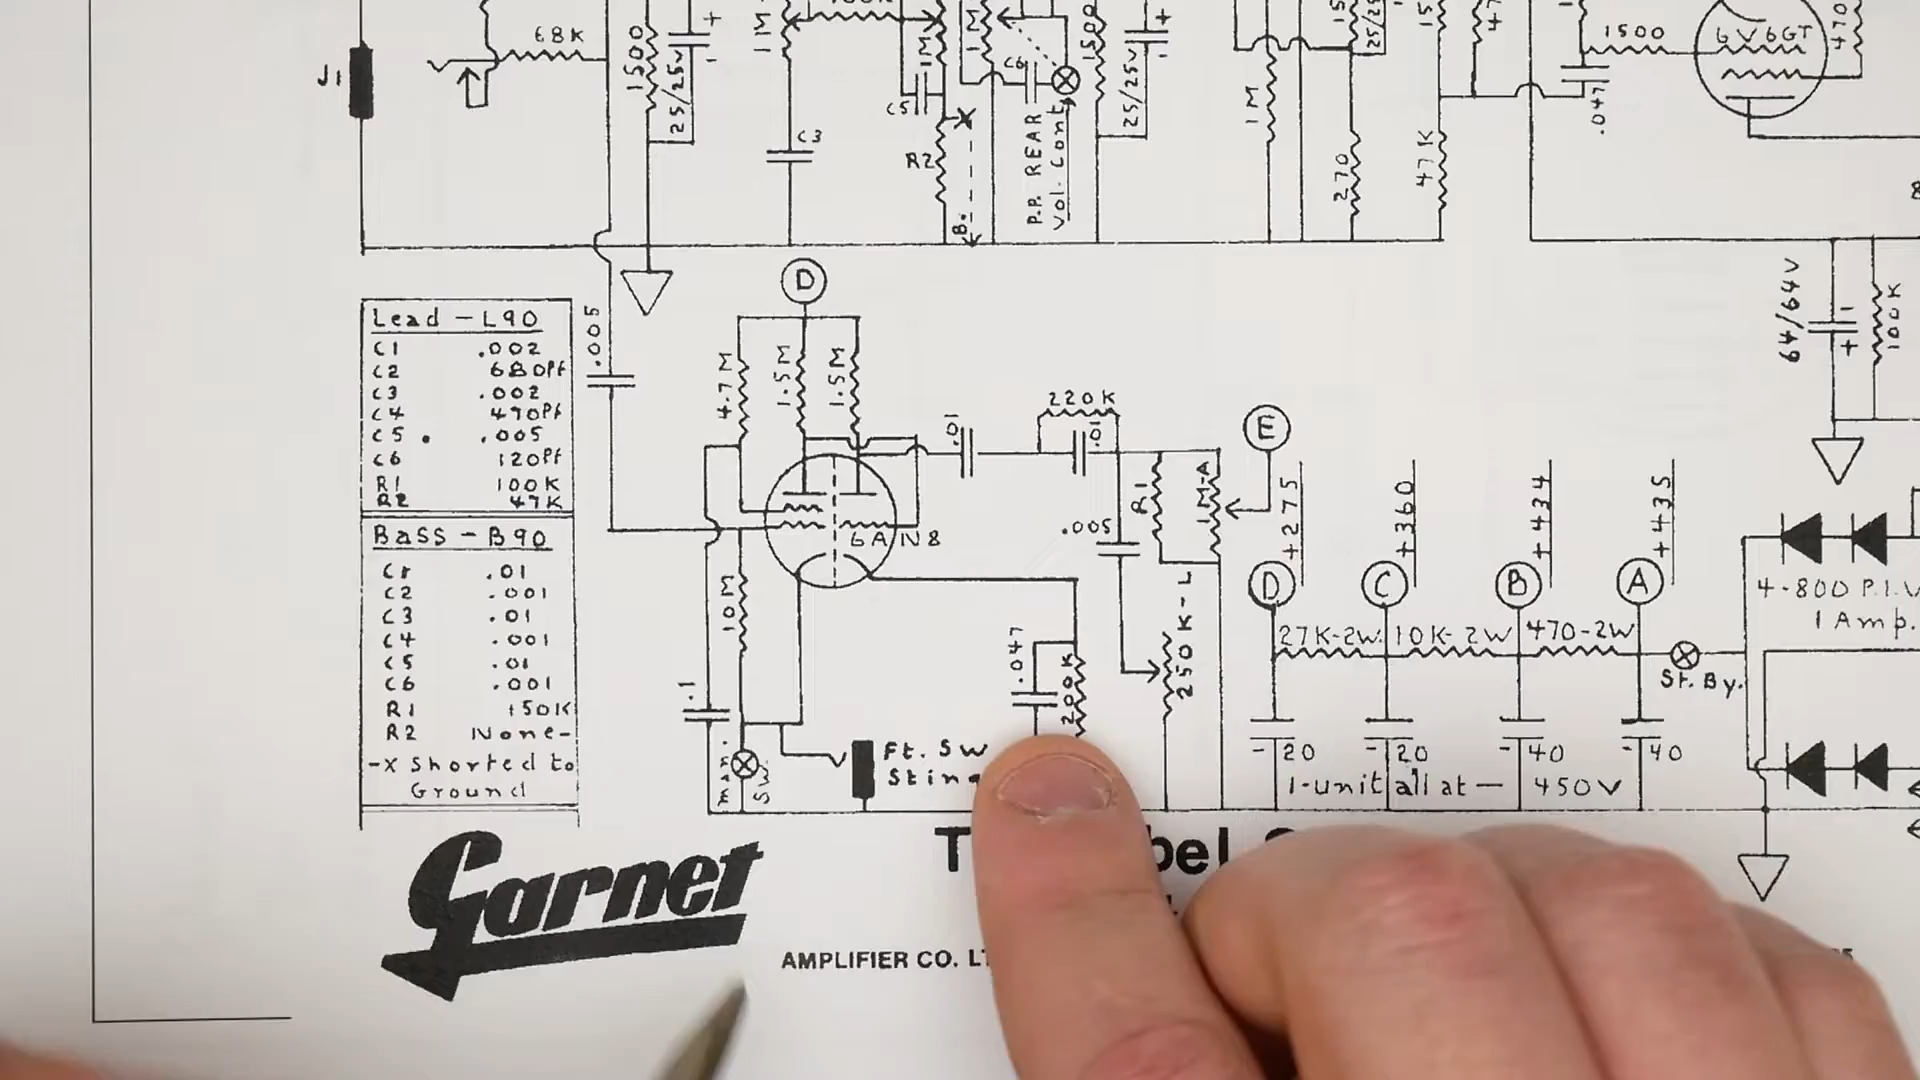 68K
1500
25/25V
+
-
1M
C3
C5
1M
R2
B.
1M
C6
P.P. REAR
Vol. Cont
1500
25/25V
+
-
1M
25/25
270
47K
1500
.047
6V6GT
470
J1
D
Lead - L90
C1 .002
C2 680Pf
C3 .002
C4 470Pf
C5 .005
C6 120Pf
R1 100K
R2 47K
Bass - B90
C1 .01
C2 .001
C3 .01
C4 .001
C5 .01
C6 .001
R1 150K
R2 None-
-x Shorted to
Ground
.005
4.7M
1.5M
1.5M
.01
220K
.01
E
6AN8
10M
.1
man.
Sw.
Ft. Sw
.047
200K
.005
R1
1M-A
250K-L
+275
+360
+434
+435
D
C
B
A
27K-2W.
10K-2W
470-2W
St. By.
-20
-20
-40
-40
1-unit all at - 450V
64/64V
+
-
100K
4-800 P.I.V
1 Amp.
Garnet
AMPLIFIER CO.